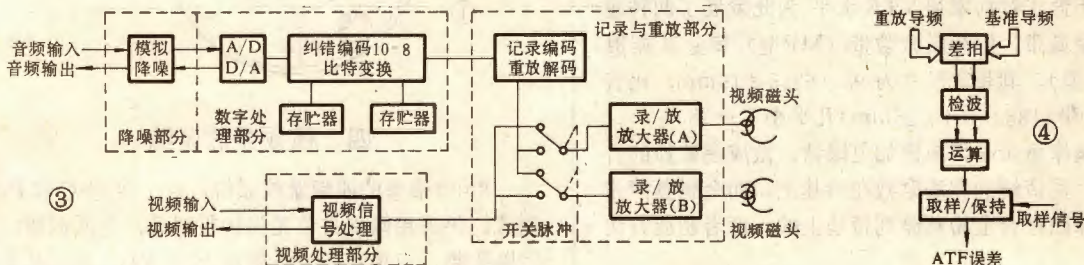 音频输入
音频输出
模拟
降噪
A/D
D/A
纠错编码10-8
比特变换
存贮器
存贮器
降噪部分
数字处
理部分
记录与重放部分
记录编码
重放解码
录/放
放大器(A)
视频磁头
录/放
放大器(B)
视频磁头
开关脉冲
③
视频输入
视频输出
视频信
号处理
视频处理部分
重放导频
基准导频
差拍
检波
④
运算
取样/保持
取样信号
ATF误差